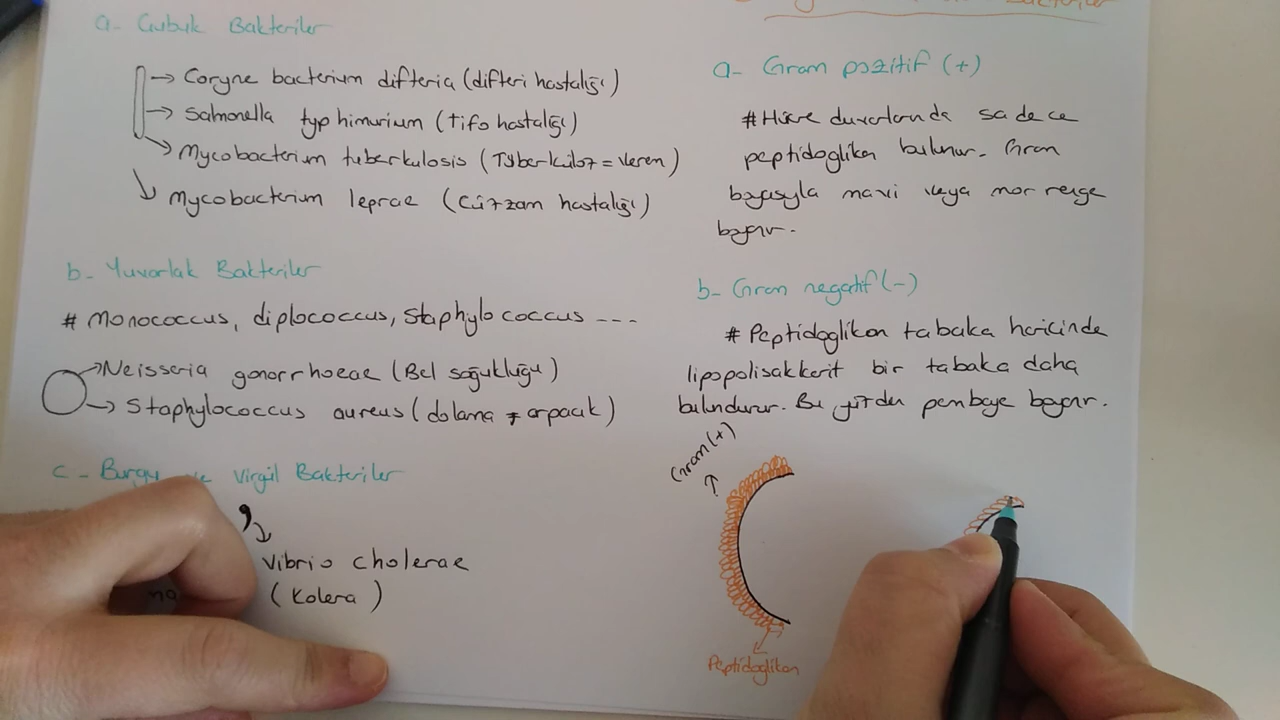 a- Çubuk Bakteriler
→ Coryne bacterium difteria (difteri hastalığı)
→ Salmonella typhimurium (tifo hastalığı)
→ Mycobacterium tuberkulosis (Tüberküloz = Verem)
Mycobacterium leprae (Cüzzam hastalığı)
b- Yuvarlak Bakteriler
# Monococcus, diplococcus, staphylococcus ---
→ Neisseria gonorrhoeae (Bel soğukluğu)
→ Staphylococcus aureus (dolama + arpacık)
c- Burgu Virgül Bakteriler
Vibrio cholerae
(Kolera)
a- Gram pozitif (+)
# Hücre duvarlarında sadece
peptidoglikan bulunur. Gram
boyasıyla mavi veya mor renge
boyanır.
b- Gram negatif (-)
# Peptidoglikan tabaka haricinde
lipopolisakkarit bir tabaka daha
bulundurur. Bu yüzden pembeye boyanır.
Gram (+)
Peptidoglikan